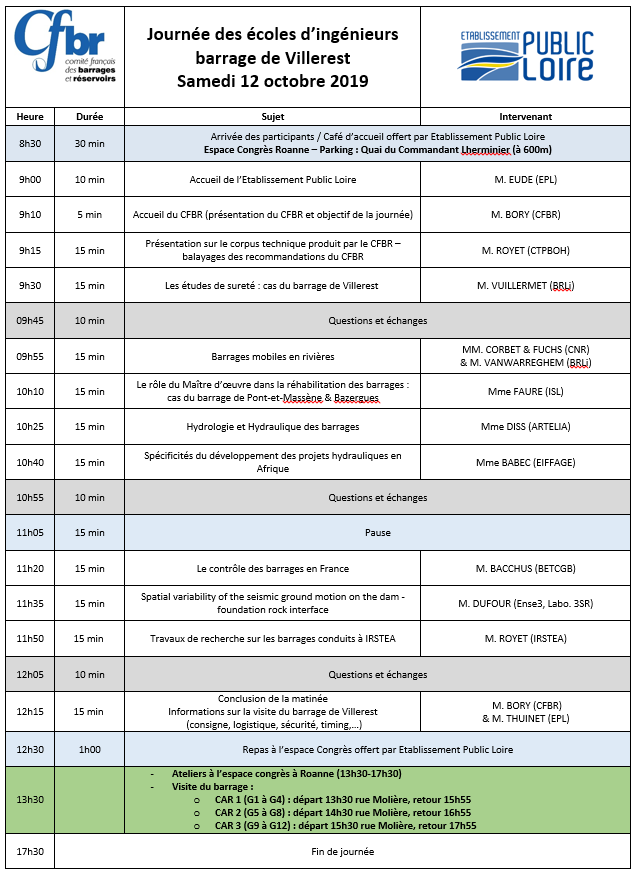 Cfbr
comité français
des barrages
et réservoirs
Journée des écoles d'ingénieurs
barrage de Villerest
Samedi 12 octobre 2019
ETABLISSEMENT
PUBLIC
LOIRE
Heure Durée Sujet Intervenant
8h30 30 min Arrivée des participants / Café d'accueil offert par Etablissement Public Loire
Espace Congrès Roanne – Parking : Quai du Commandant Lherminier (à 600m)
9h00 10 min Accueil de l'Etablissement Public Loire M. EUDE (EPL)
9h10 5 min Accueil du CFBR (présentation du CFBR et objectif de la journée) M. BORY (CFBR)
9h15 15 min Présentation sur le corpus technique produit par le CFBR –
balayages des recommandations du CFBR M. ROYET (CTPBOH)
9h30 15 min Les études de sureté : cas du barrage de Villerest M. VUILLERMET (BRLi)
09h45 10 min Questions et échanges
09h55 15 min Barrages mobiles en rivières MM. CORBET & FUCHS (CNR)
& M. VANWARREGHEM (BRLi)
10h10 15 min Le rôle du Maître d'œuvre dans la réhabilitation des barrages :
cas du barrage de Pont-et-Massène & Bazergues Mme FAURE (ISL)
10h25 15 min Hydrologie et Hydraulique des barrages Mme DISS (ARTELIA)
10h40 15 min Spécificités du développement des projets hydrauliques en
Afrique Mme BABEC (EIFFAGE)
10h55 10 min Questions et échanges
11h05 15 min Pause
11h20 15 min Le contrôle des barrages en France M. BACCHUS (BETCGB)
11h35 15 min Spatial variability of the seismic ground motion on the dam -
foundation rock interface M. DUFOUR (Ense3, Labo. 3SR)
11h50 15 min Travaux de recherche sur les barrages conduits à IRSTEA M. ROYET (IRSTEA)
12h05 10 min Questions et échanges
12h15 15 min Conclusion de la matinée
Informations sur la visite du barrage de Villerest
(consigne, logistique, sécurité, timing,…) M. BORY (CFBR)
& M. THUINET (EPL)
12h30 1h00 Repas à l'espace Congrès offert par Etablissement Public Loire
13h30
- Ateliers à l'espace congrès à Roanne (13h30-17h30)
- Visite du barrage :
o CAR 1 (G1 à G4) : départ 13h30 rue Molière, retour 15h55
o CAR 2 (G5 à G8) : départ 14h30 rue Molière, retour 16h55
o CAR 3 (G9 à G12) : départ 15h30 rue Molière, retour 17h55
17h30 Fin de journée